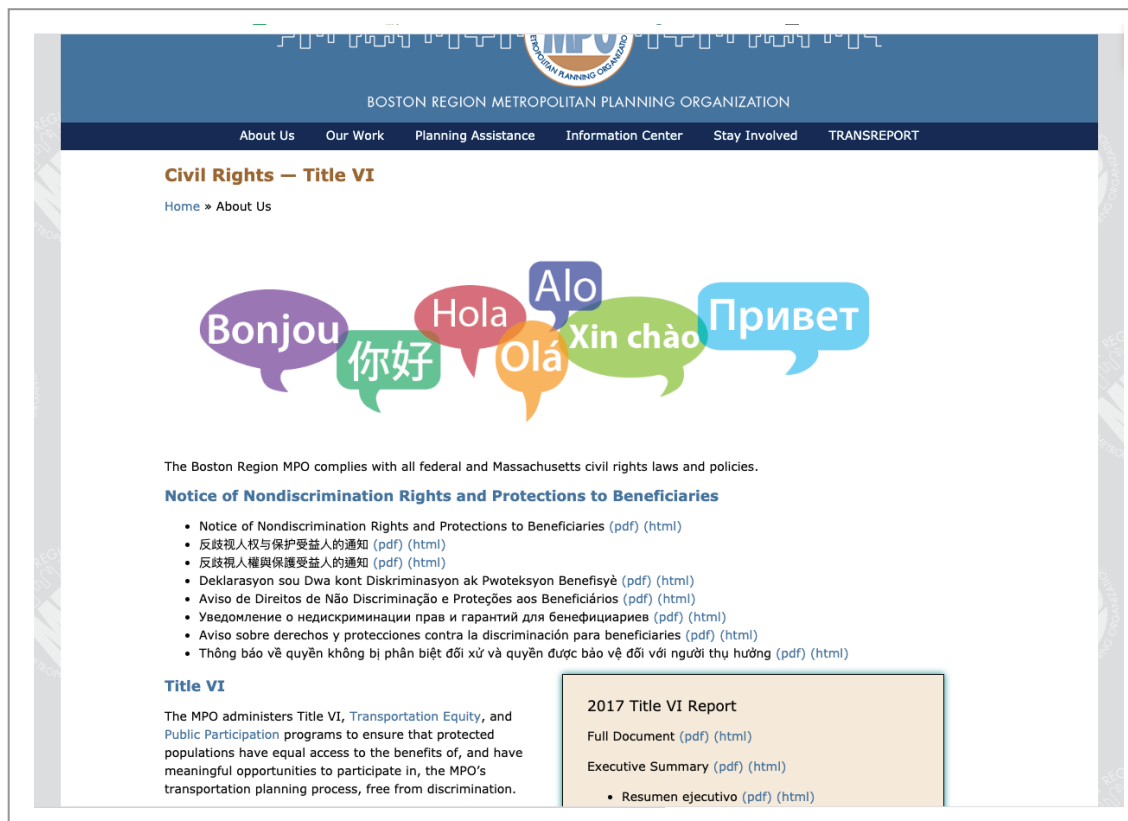 MPO
METROPOLITAN PLANNING ORGANIZATION
BOSTON REGION METROPOLITAN PLANNING ORGANIZATION
About Us Our Work Planning Assistance Information Center Stay Involved TRANSREPORT
Civil Rights — Title VI
Home » About Us
Bonjou 你好 Hola Alo Olá Xin chào Привет
The Boston Region MPO complies with all federal and Massachusetts civil rights laws and policies.
Notice of Nondiscrimination Rights and Protections to Beneficiaries
• Notice of Nondiscrimination Rights and Protections to Beneficiaries (pdf) (html)
• 反歧视人权与保护受益人的通知 (pdf) (html)
• 反歧視人權與保護受益人的通知 (pdf) (html)
• Deklarasyon sou Dwa kont Diskriminasyon ak Pwoteksyon Benefisyè (pdf) (html)
• Aviso de Direitos de Não Discriminação e Proteções aos Beneficiários (pdf) (html)
• Уведомление о недискриминации прав и гарантий для бенефициариев (pdf) (html)
• Aviso sobre derechos y protecciones contra la discriminación para beneficiaries (pdf) (html)
• Thông báo về quyền không bị phân biệt đối xử và quyền được bảo vệ đối với người thụ hưởng (pdf) (html)
Title VI
The MPO administers Title VI, Transportation Equity, and
Public Participation programs to ensure that protected
populations have equal access to the benefits of, and have
meaningful opportunities to participate in, the MPO's
transportation planning process, free from discrimination.
2017 Title VI Report
Full Document (pdf) (html)
Executive Summary (pdf) (html)
• Resumen ejecutivo (pdf) (html)